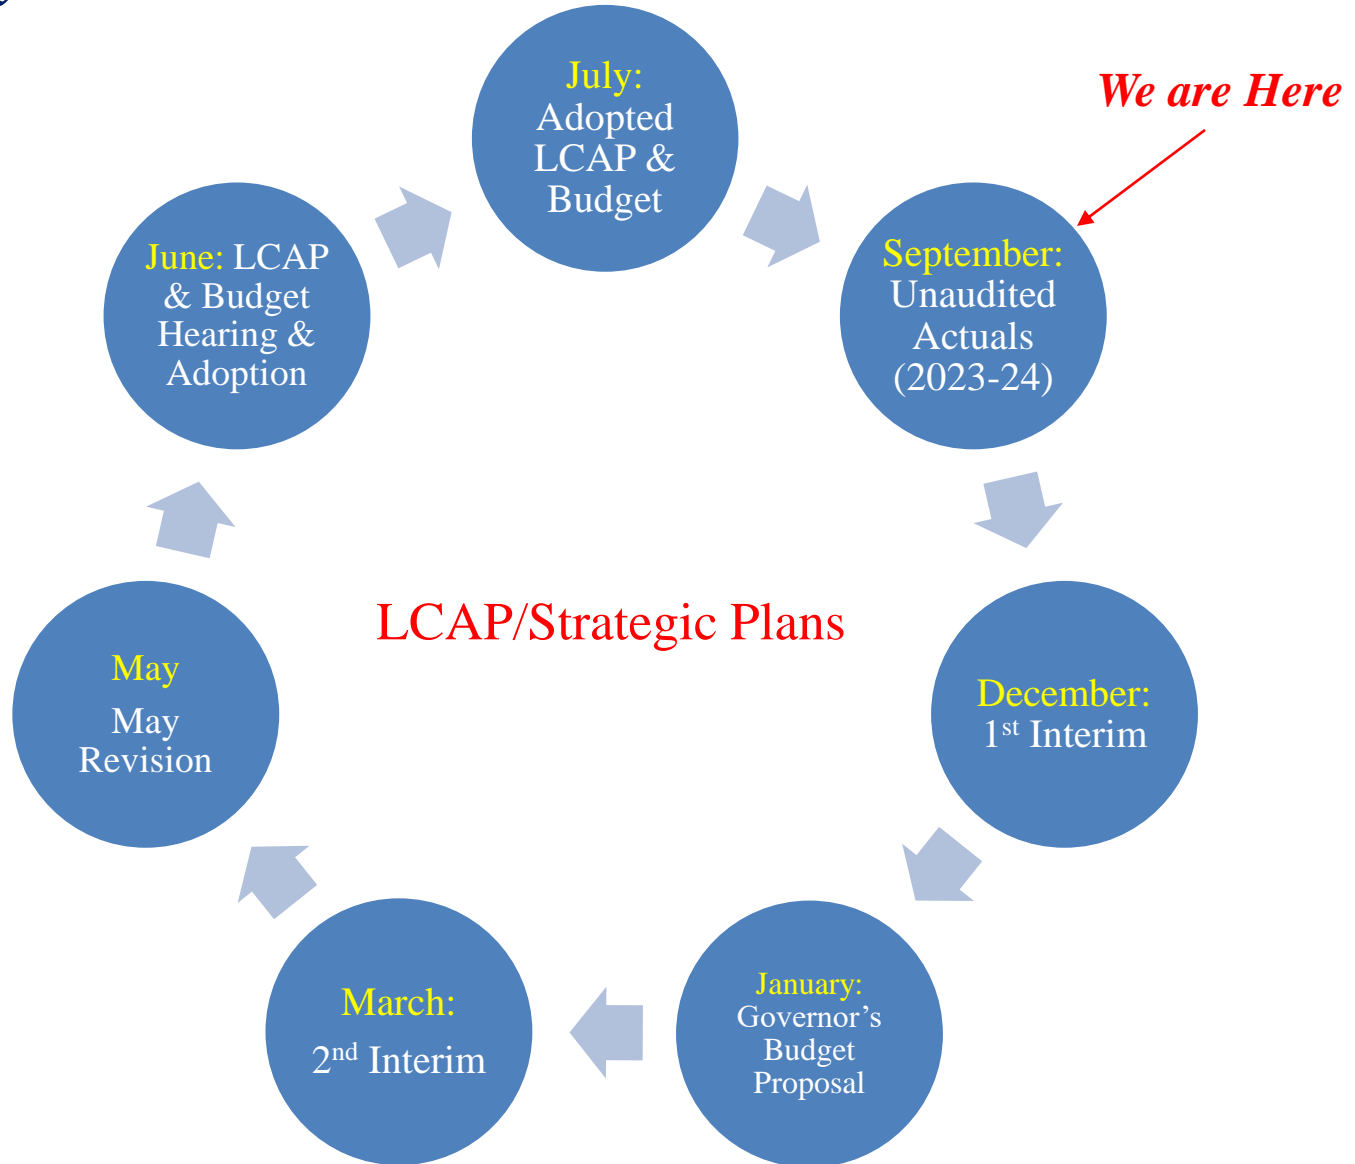 July:
Adopted
LCAP &
Budget
We are Here
September:
Unaudited
Actuals
(2023-24)
December:
1st Interim
January:
Governor’s
Budget
Proposal
March:
2nd Interim
May
May
Revision
June: LCAP
& Budget
Hearing &
Adoption
LCAP/Strategic Plans